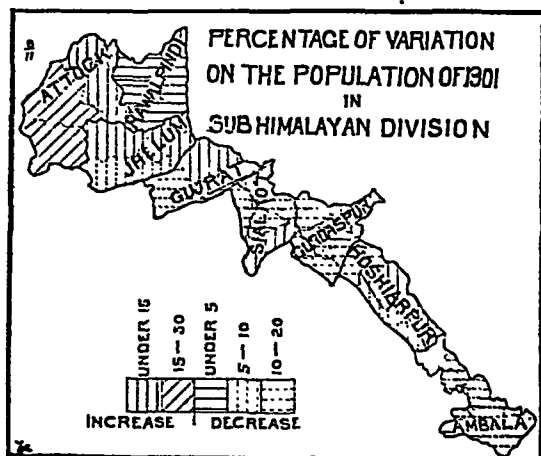 PERCENTAGE OF VARIATION
ON THE POPULATION OF 1901
IN
SUB HIMALAYAN DIVISION
ATTOCK
RAWALPINDI
JHELUM
GUJRAT
SIALKOT
GURDASPUR
HOSHIARPUR
AMBALA
UNDER 15
15–30
UNDER 5
5–10
10–20
INCREASE
DECREASE